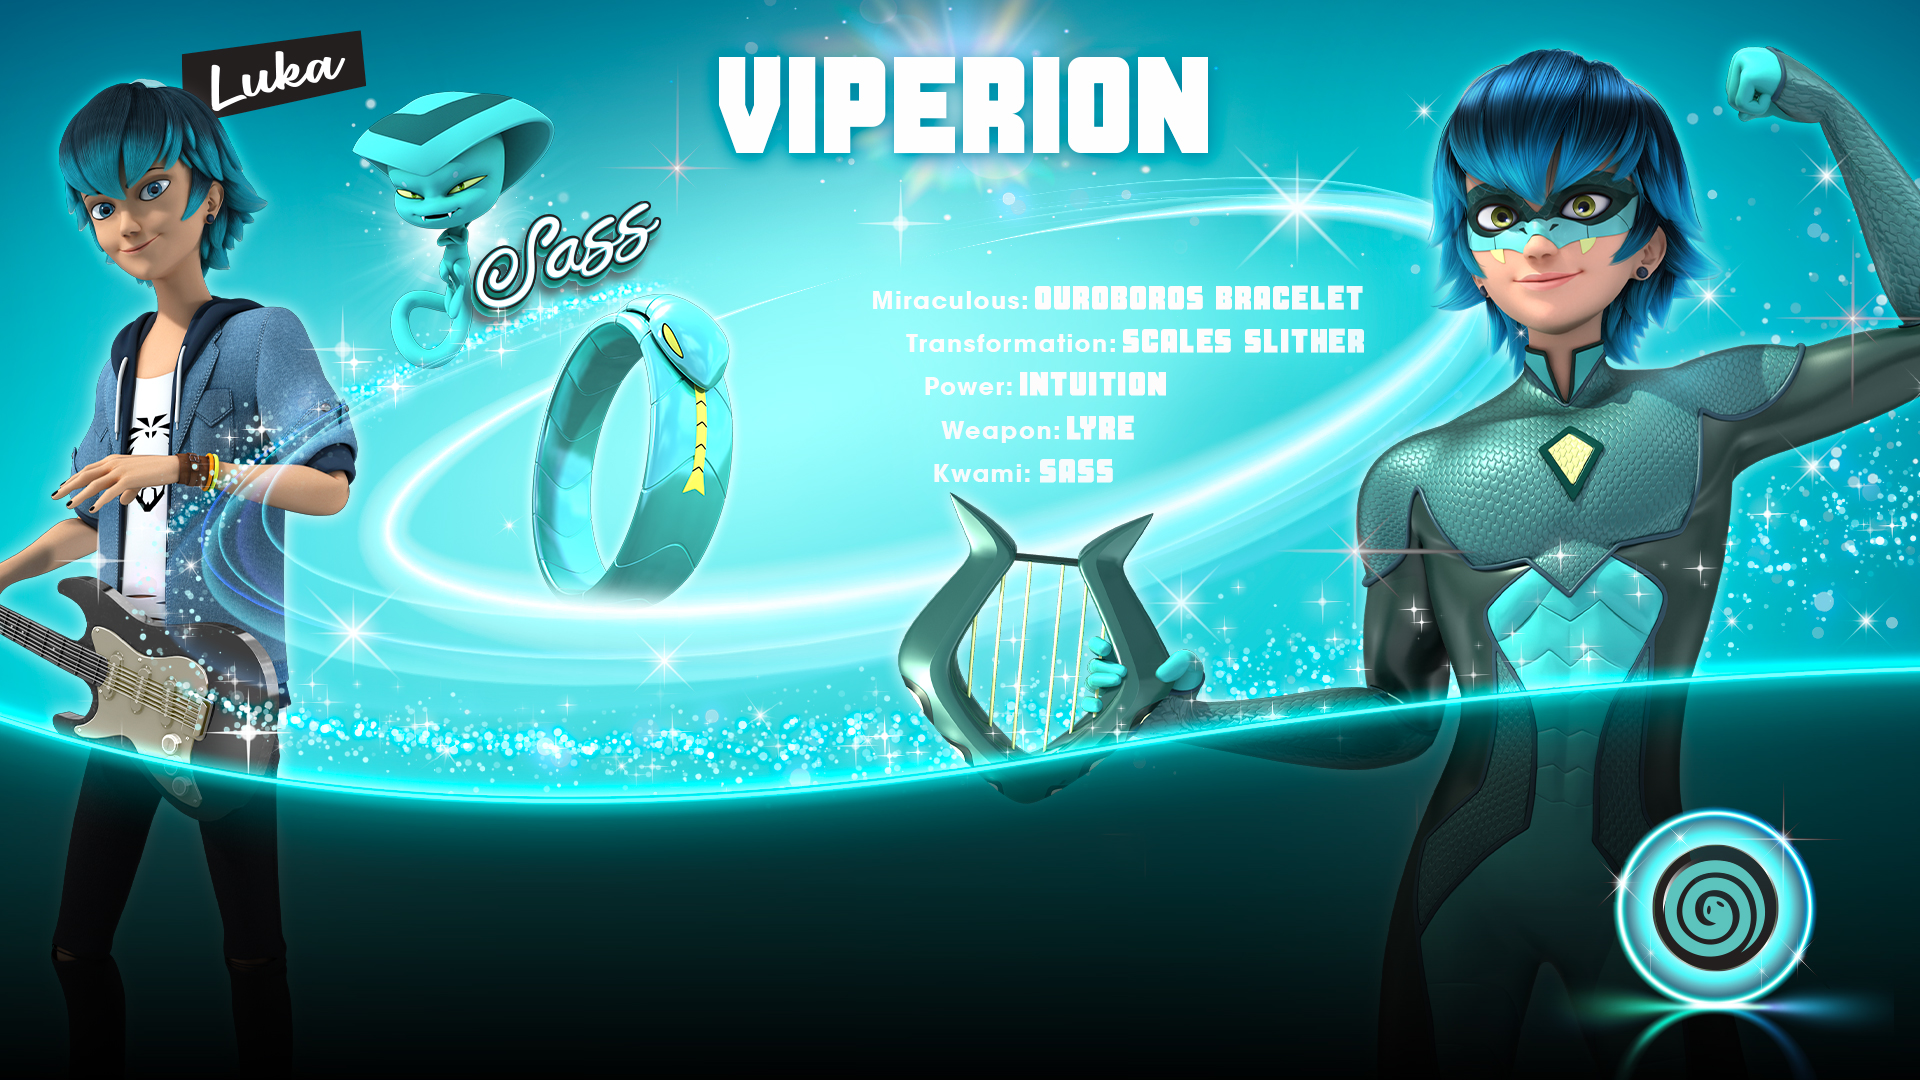 Luka
VIPERION
Sass
Miraculous: OUROBOROS BRACELET
Transformation: SCALES SLITHER
Power: INTUITION
Weapon: LYRE
Kwami: SASS